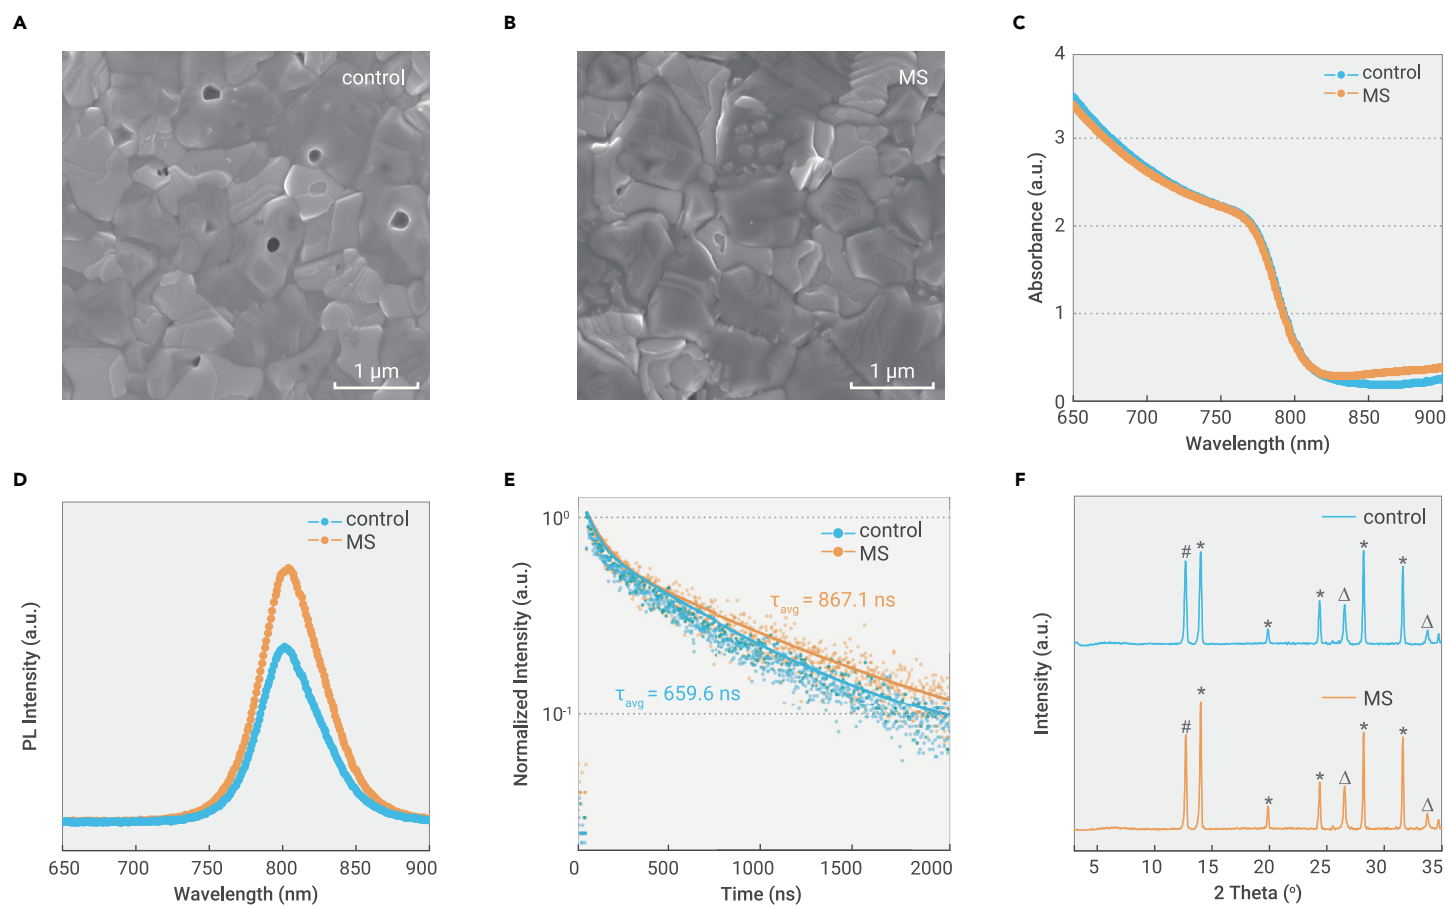 A
control
1 μm
B
MS
1 μm
C
control
MS
Absorbance (a.u.)
4
3
2
1
0
650 700 750 800 850 900
Wavelength (nm)
D
control
MS
PL Intensity (a.u.)
650 700 750 800 850 900
Wavelength (nm)
E
control
MS
τavg = 867.1 ns
τavg = 659.6 ns
Normalized Intensity (a.u.)
10⁰
10⁻¹
0 500 1000 1500 2000
Time (ns)
F
control
# * * * Δ * * Δ
MS
# * * * Δ * * Δ
Intensity (a.u.)
5 10 15 20 25 30 35
2 Theta (°)